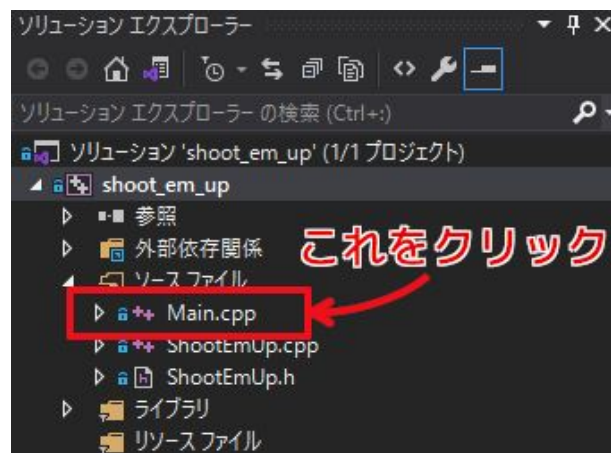 ソリューション エクスプローラー
ソリューション エクスプローラー の検索 (Ctrl+:)
ソリューション 'shoot_em_up' (1/1 プロジェクト)
shoot_em_up
参照
外部依存関係
これをクリック
ソース ファイル
Main.cpp
ShootEmUp.cpp
ShootEmUp.h
ライブラリ
リソース ファイル